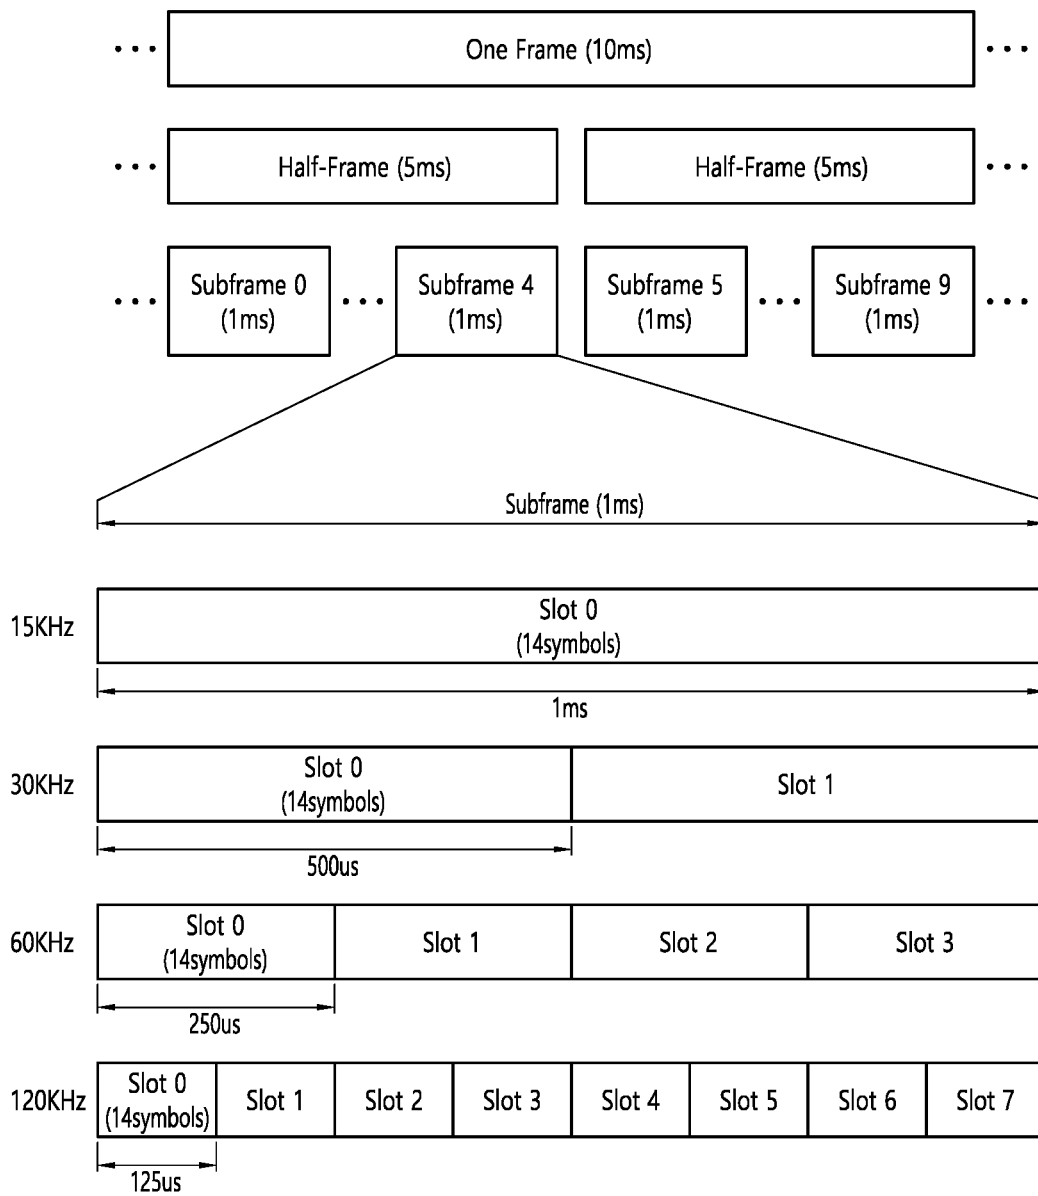 One Frame (10ms)
Half-Frame (5ms)
Half-Frame (5ms)
Subframe 0
(1ms)
Subframe 4
(1ms)
Subframe 5
(1ms)
Subframe 9
(1ms)
Subframe (1ms)
15KHz
Slot 0
(14symbols)
1ms
30KHz
Slot 0
(14symbols)
Slot 1
500us
60KHz
Slot 0
(14symbols)
Slot 1
Slot 2
Slot 3
250us
120KHz
Slot 0
(14symbols)
Slot 1
Slot 2
Slot 3
Slot 4
Slot 5
Slot 6
Slot 7
125us